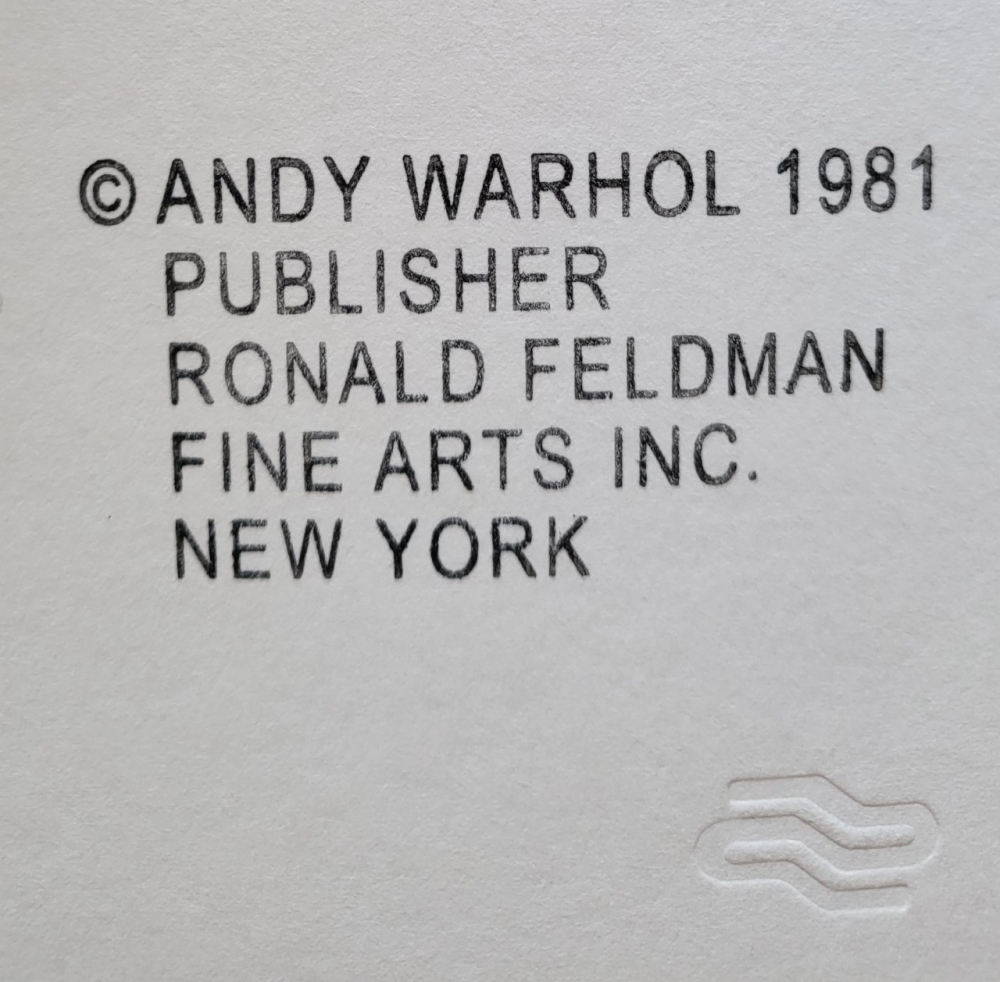 © ANDY WARHOL 1981
PUBLISHER
RONALD FELDMAN
FINE ARTS INC.
NEW YORK